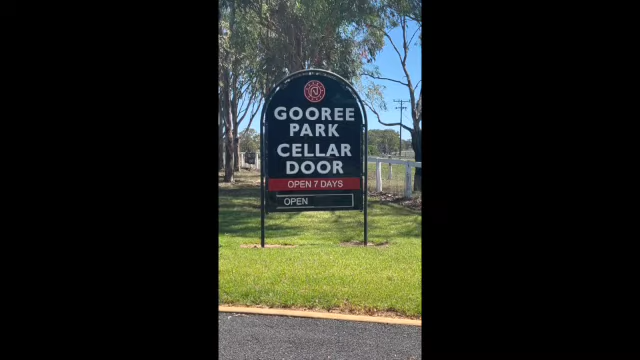 GOOREE
PARK
CELLAR
DOOR
OPEN 7 DAYS
OPEN